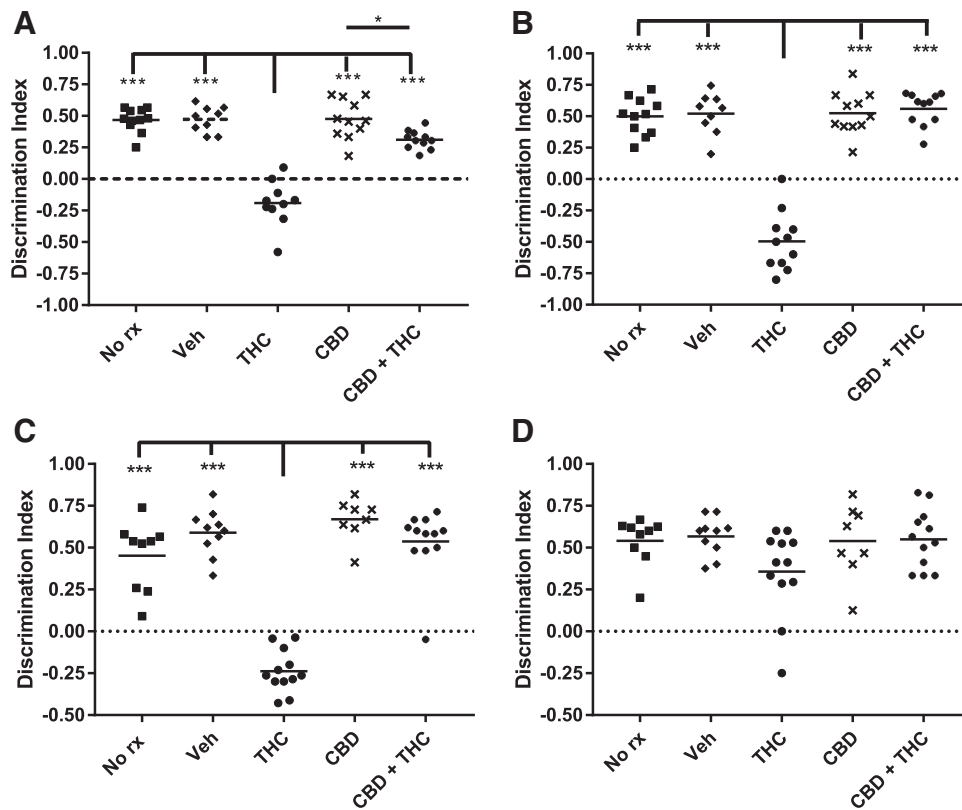 A
*
*** *** *** ***
Discrimination Index
1.00
0.75
0.50
0.25
0.00
-0.25
-0.50
-0.75
-1.00
No rx
Veh
THC
CBD
CBD + THC
B
*** *** *** ***
Discrimination Index
1.00
0.75
0.50
0.25
0.00
-0.25
-0.50
-0.75
-1.00
No rx
Veh
THC
CBD
CBD + THC
C
*** *** *** ***
Discrimination Index
1.00
0.75
0.50
0.25
0.00
-0.25
-0.50
No rx
Veh
THC
CBD
CBD + THC
D
Discrimination Index
1.00
0.75
0.50
0.25
0.00
-0.25
-0.50
No rx
Veh
THC
CBD
CBD + THC